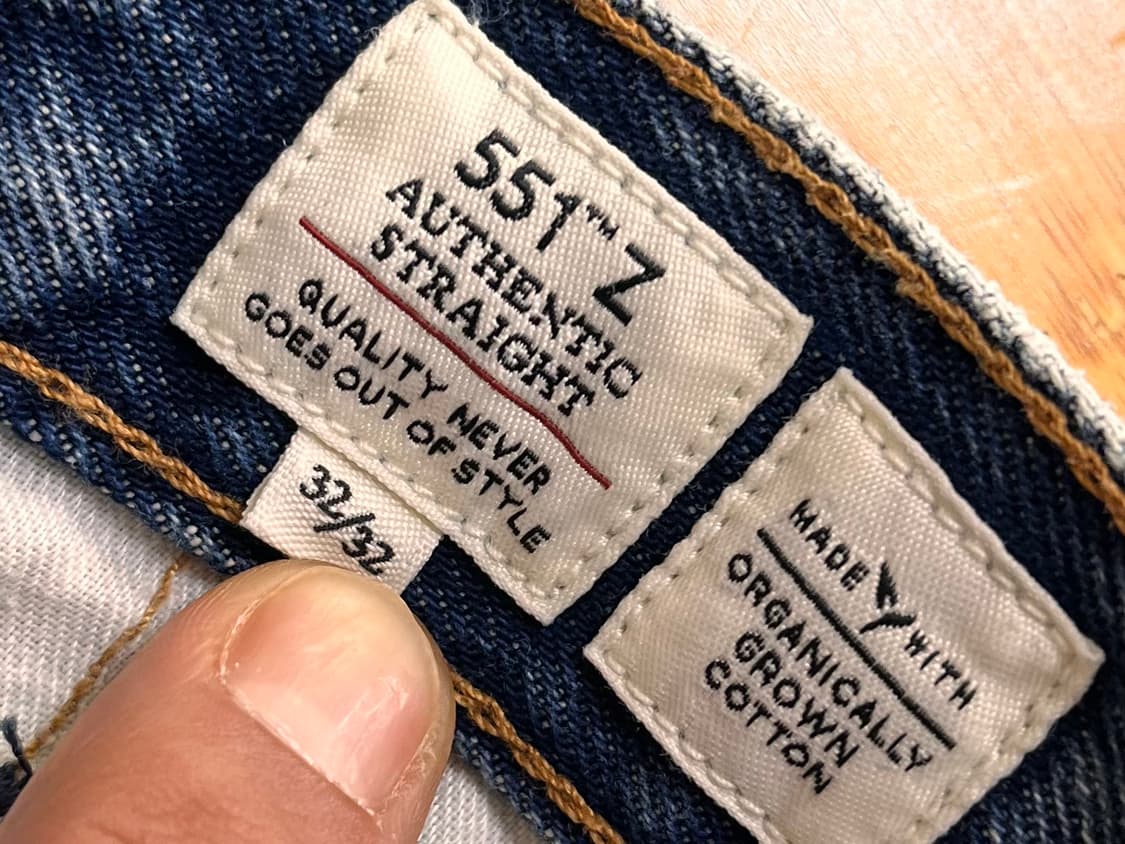 551™ Z
AUTHENTIC
STRAIGHT
QUALITY NEVER
GOES OUT OF STYLE
32/32
MADE WITH
ORGANICALLY
GROWN
COTTON